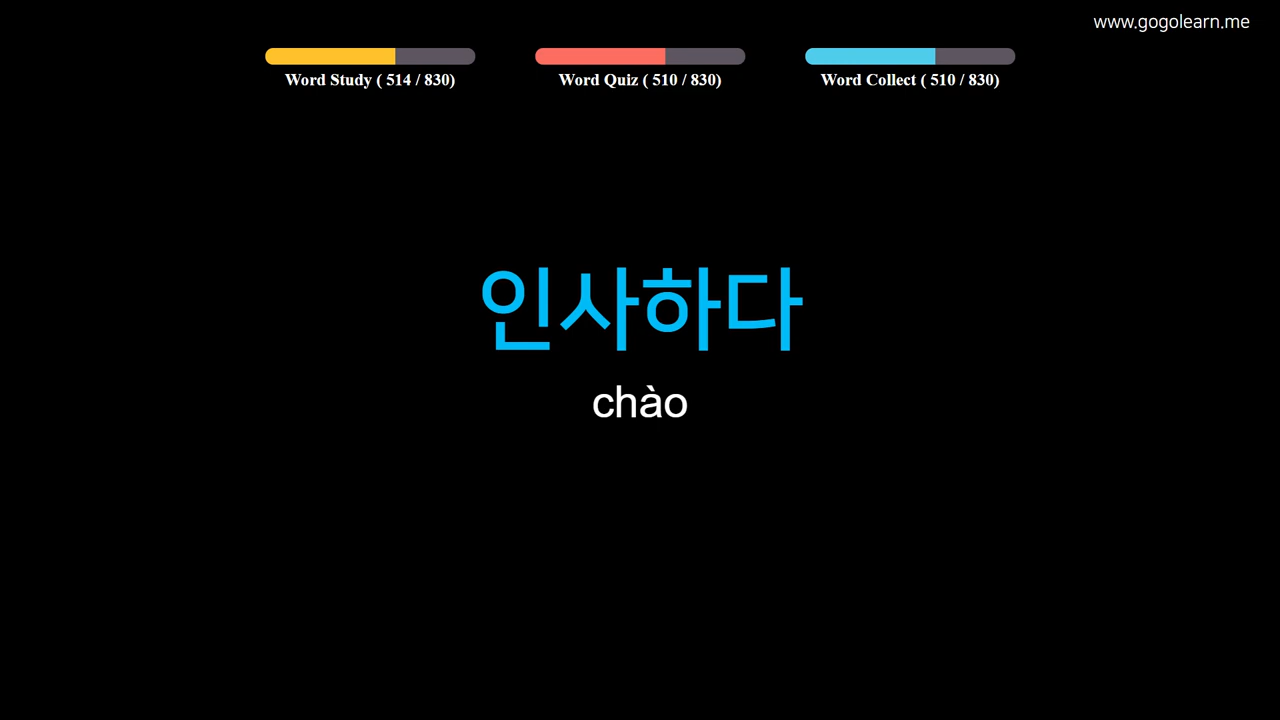 www.gogolearn.me
Word Study ( 514 / 830)
Word Quiz ( 510 / 830)
Word Collect ( 510 / 830)
인사하다
chào